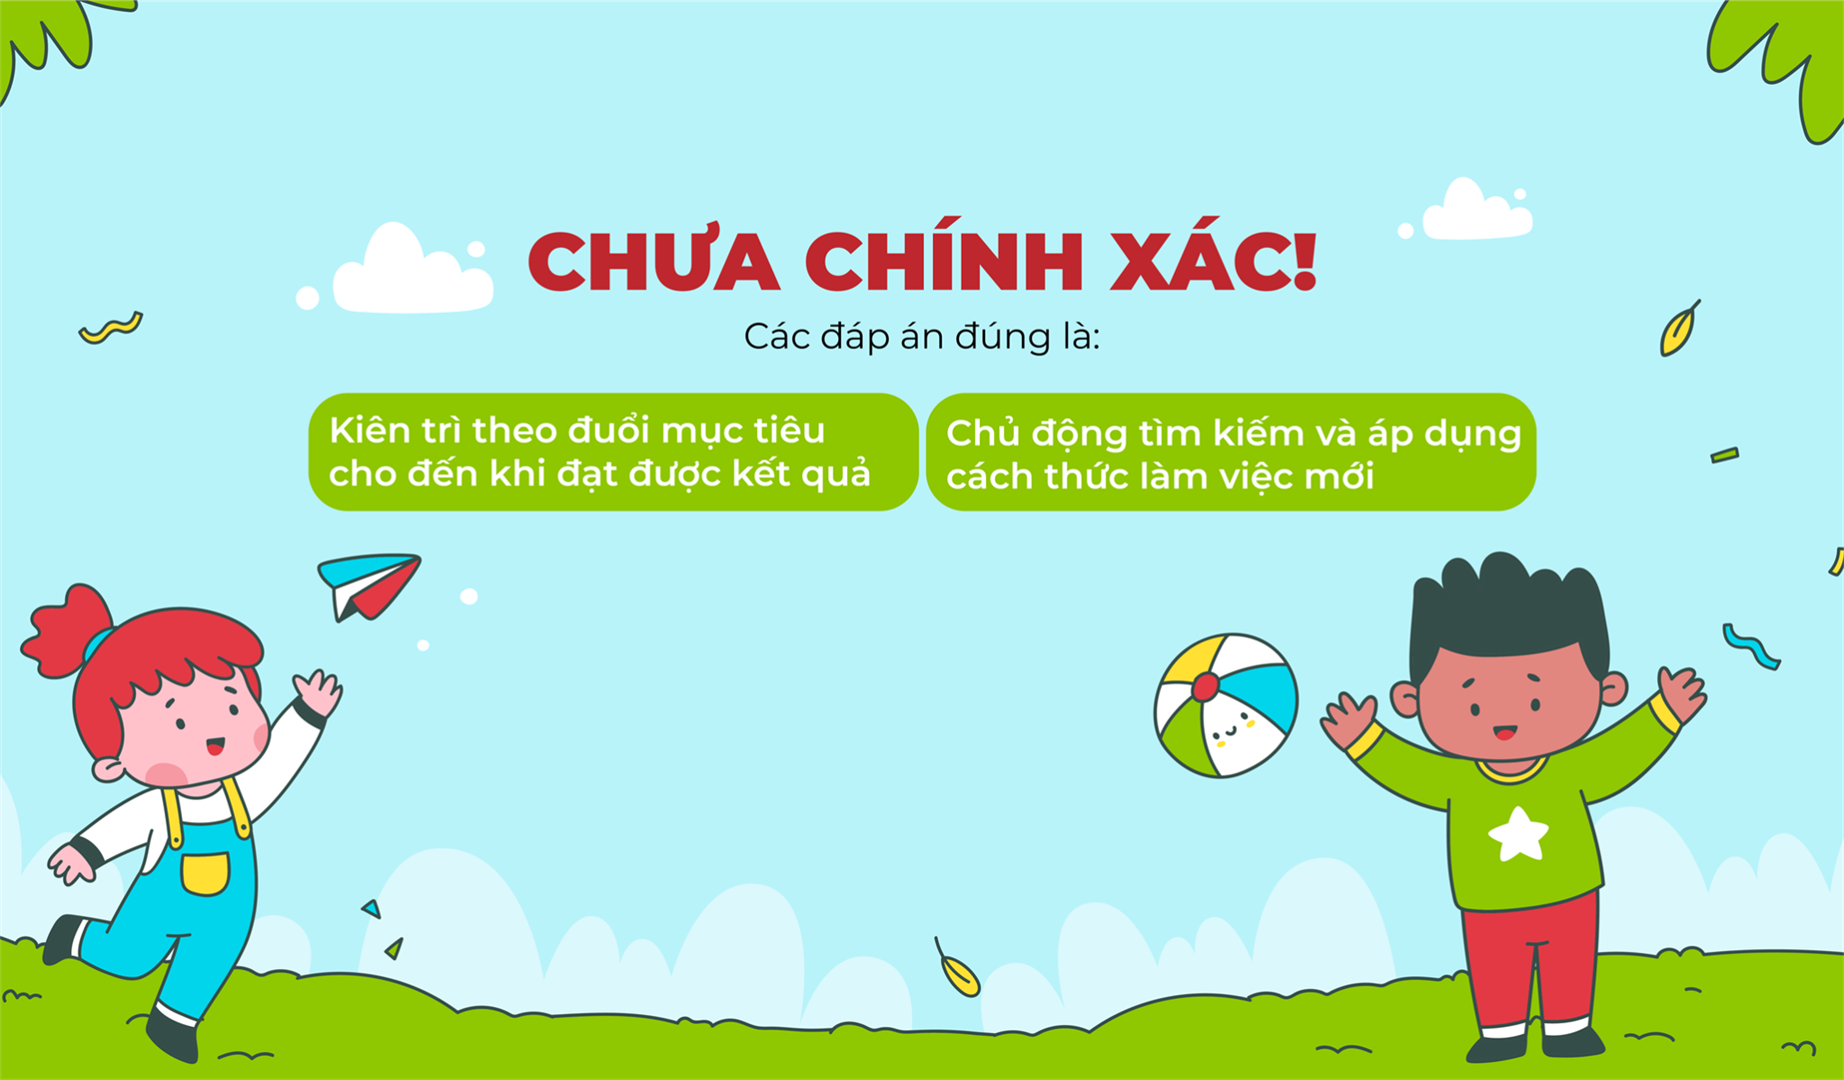 CHƯA CHÍNH XÁC!
Các đáp án đúng là:
Kiên trì theo đuổi mục tiêu
cho đến khi đạt được kết quả
Chủ động tìm kiếm và áp dụng
cách thức làm việc mới